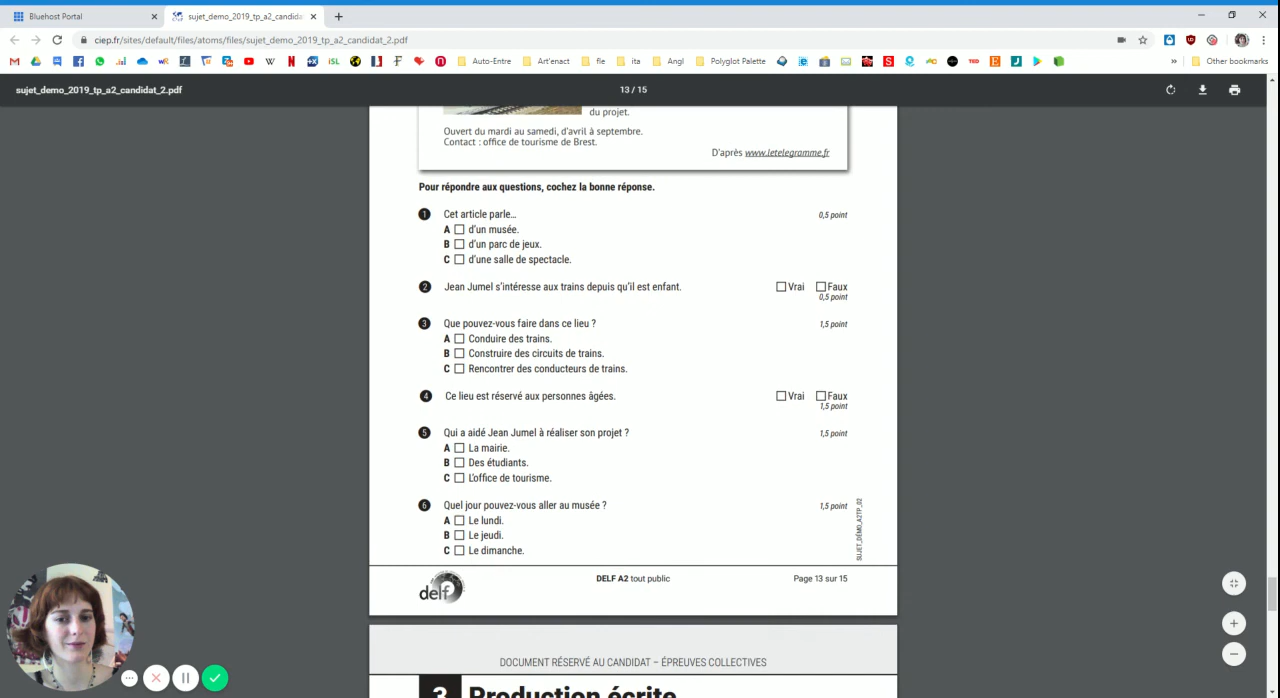 Bluehost Portal
sujet_demo_2019_tp_a2_candida
ciep.fr/sites/default/files/atoms/files/sujet_demo_2019_tp_a2_candidat_2.pdf
Auto-Entre Art'enact fle ita Angl Polyglot Palette Other bookmarks
sujet_demo_2019_tp_a2_candidat_2.pdf 13 / 15
du projet.
Ouvert du mardi au samedi, d'avril à septembre.
Contact : office de tourisme de Brest.
D'après www.letelegramme.fr
Pour répondre aux questions, cochez la bonne réponse.
1 Cet article parle... 0,5 point
A □ d'un musée.
B □ d'un parc de jeux.
C □ d'une salle de spectacle.
2 Jean Jumel s'intéresse aux trains depuis qu'il est enfant. □ Vrai □ Faux
0,5 point
3 Que pouvez-vous faire dans ce lieu ? 1,5 point
A □ Conduire des trains.
B □ Construire des circuits de trains.
C □ Rencontrer des conducteurs de trains.
4 Ce lieu est réservé aux personnes âgées. □ Vrai □ Faux
1,5 point
5 Qui a aidé Jean Jumel à réaliser son projet ? 1,5 point
A □ La mairie.
B □ Des étudiants.
C □ L'office de tourisme.
6 Quel jour pouvez-vous aller au musée ? 1,5 point
A □ Le lundi.
B □ Le jeudi.
C □ Le dimanche.
SUJET_DÉMO_A2TP_02
delf DELF A2 tout public Page 13 sur 15
DOCUMENT RÉSERVÉ AU CANDIDAT – ÉPREUVES COLLECTIVES
3 Production écrite